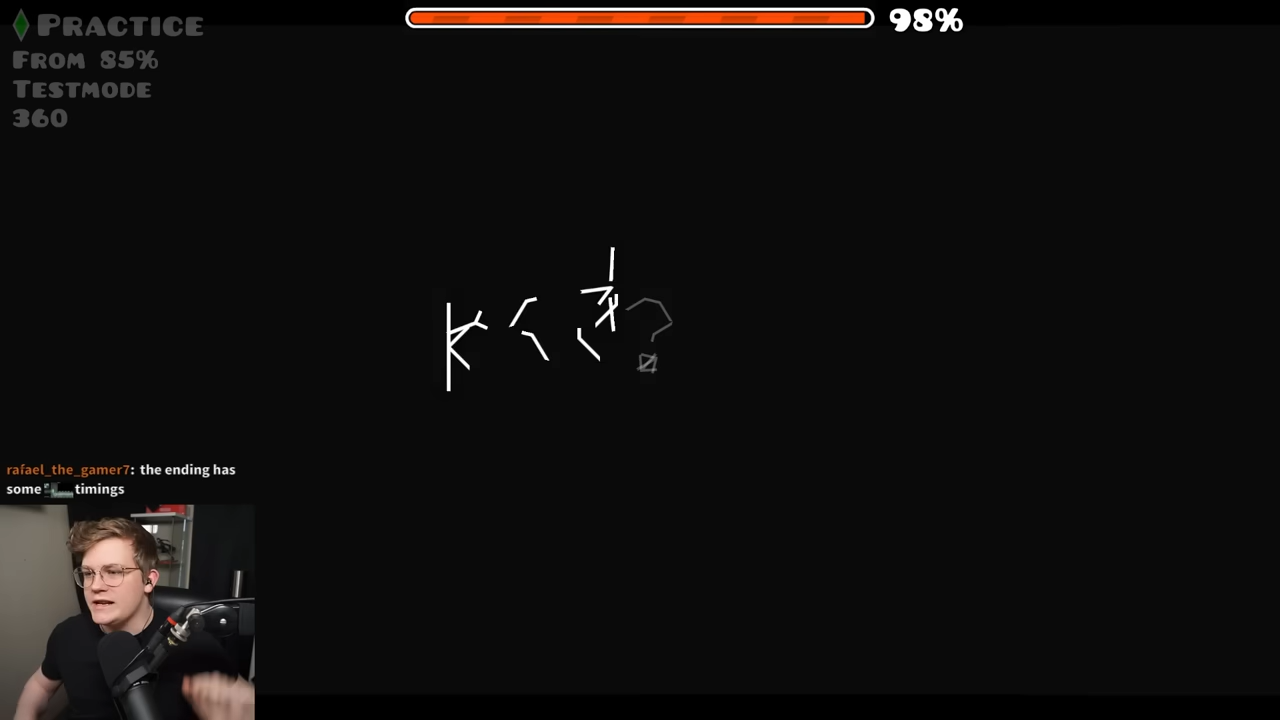 PRACTICE
FROM 85%
TESTMODE
360
98%
?
rafael_the_gamer7: the ending has
some timings